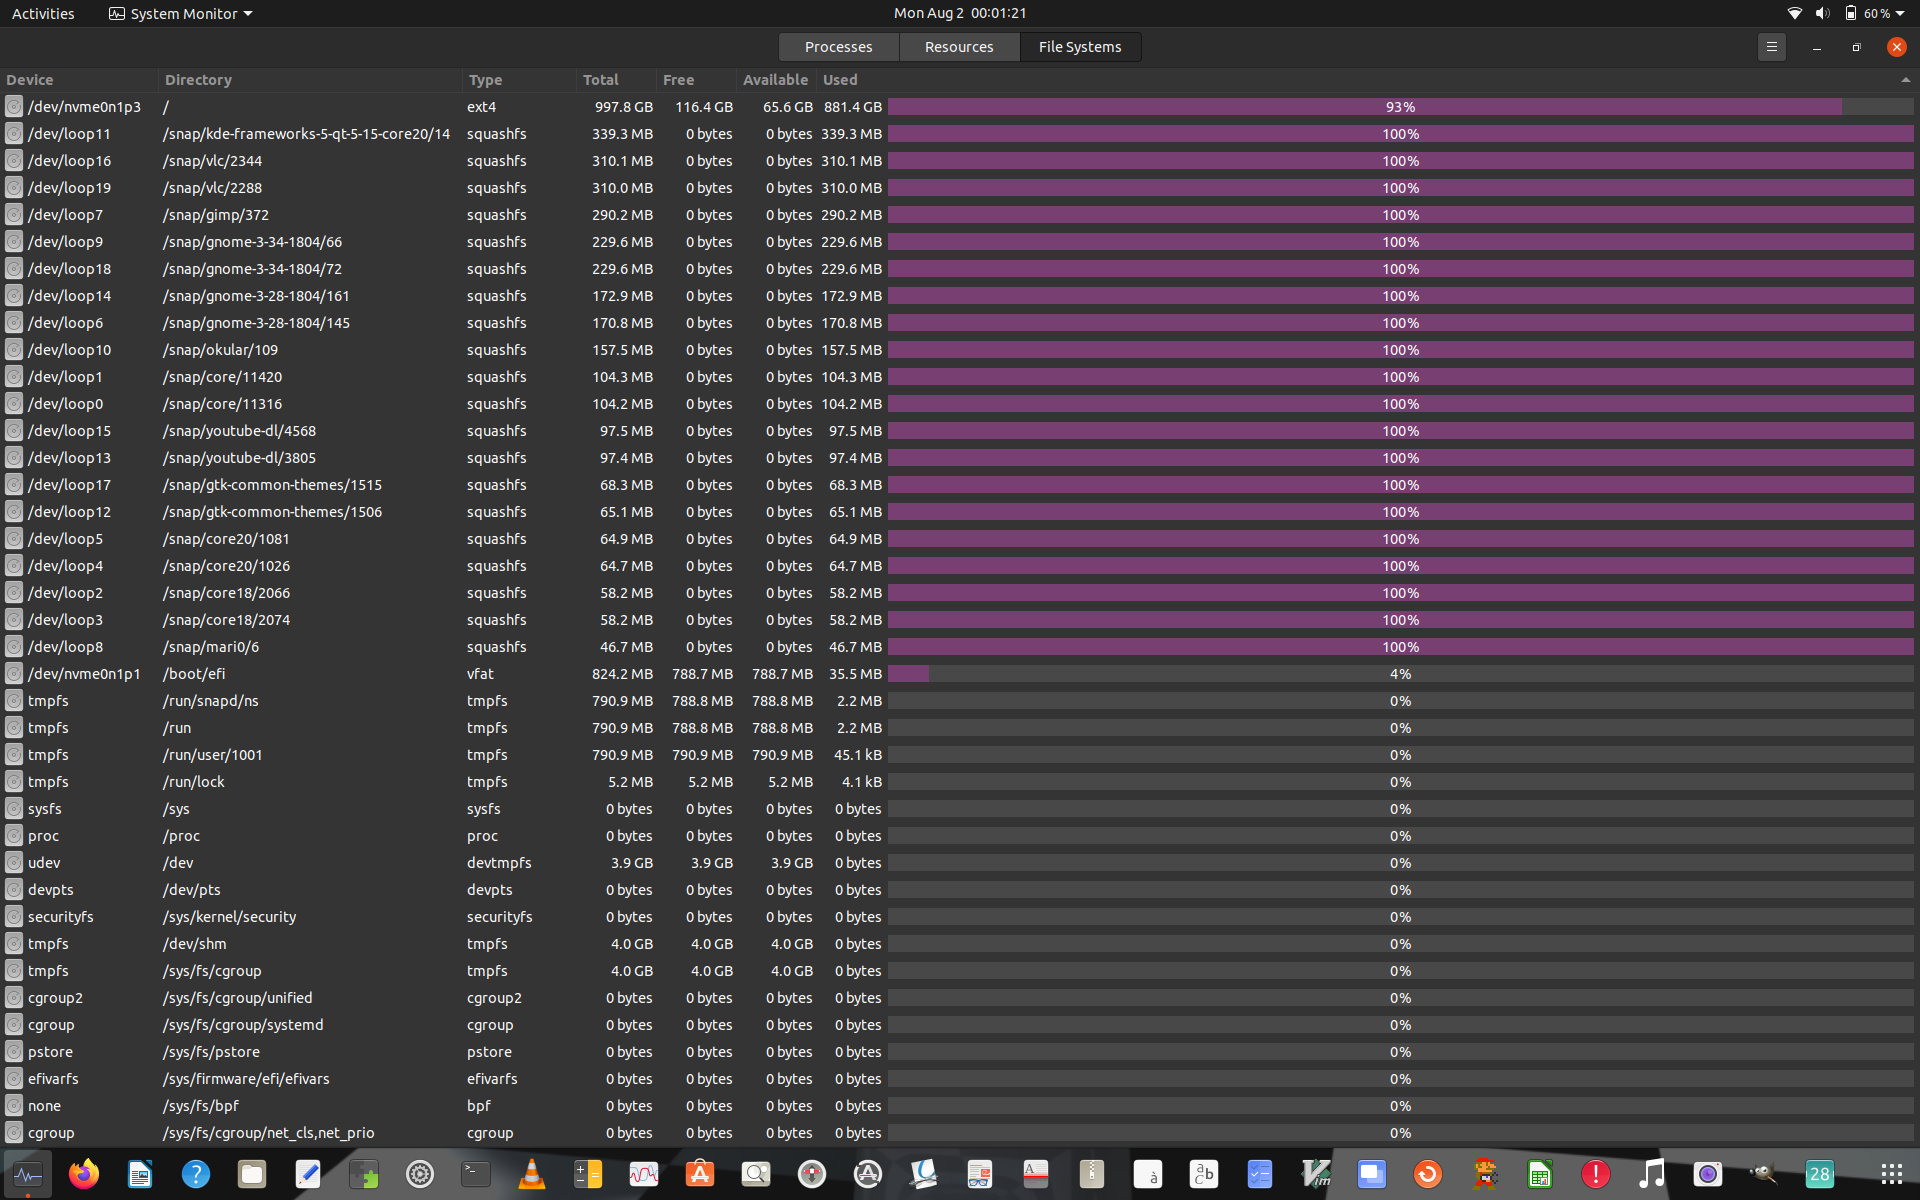 Activities System Monitor Mon Aug 2 00:01:21 60 %
Processes Resources File Systems
Device Directory Type Total Free Available Used
/dev/nvme0n1p3 / ext4 997.8 GB 116.4 GB 65.6 GB 881.4 GB 93%
/dev/loop11 /snap/kde-frameworks-5-qt-5-15-core20/14 squashfs 339.3 MB 0 bytes 0 bytes 339.3 MB 100%
/dev/loop16 /snap/vlc/2344 squashfs 310.1 MB 0 bytes 0 bytes 310.1 MB 100%
/dev/loop19 /snap/vlc/2288 squashfs 310.0 MB 0 bytes 0 bytes 310.0 MB 100%
/dev/loop7 /snap/gimp/372 squashfs 290.2 MB 0 bytes 0 bytes 290.2 MB 100%
/dev/loop9 /snap/gnome-3-34-1804/66 squashfs 229.6 MB 0 bytes 0 bytes 229.6 MB 100%
/dev/loop18 /snap/gnome-3-34-1804/72 squashfs 229.6 MB 0 bytes 0 bytes 229.6 MB 100%
/dev/loop14 /snap/gnome-3-28-1804/161 squashfs 172.9 MB 0 bytes 0 bytes 172.9 MB 100%
/dev/loop6 /snap/gnome-3-28-1804/145 squashfs 170.8 MB 0 bytes 0 bytes 170.8 MB 100%
/dev/loop10 /snap/okular/109 squashfs 157.5 MB 0 bytes 0 bytes 157.5 MB 100%
/dev/loop1 /snap/core/11420 squashfs 104.3 MB 0 bytes 0 bytes 104.3 MB 100%
/dev/loop0 /snap/core/11316 squashfs 104.2 MB 0 bytes 0 bytes 104.2 MB 100%
/dev/loop15 /snap/youtube-dl/4568 squashfs 97.5 MB 0 bytes 0 bytes 97.5 MB 100%
/dev/loop13 /snap/youtube-dl/3805 squashfs 97.4 MB 0 bytes 0 bytes 97.4 MB 100%
/dev/loop17 /snap/gtk-common-themes/1515 squashfs 68.3 MB 0 bytes 0 bytes 68.3 MB 100%
/dev/loop12 /snap/gtk-common-themes/1506 squashfs 65.1 MB 0 bytes 0 bytes 65.1 MB 100%
/dev/loop5 /snap/core20/1081 squashfs 64.9 MB 0 bytes 0 bytes 64.9 MB 100%
/dev/loop4 /snap/core20/1026 squashfs 64.7 MB 0 bytes 0 bytes 64.7 MB 100%
/dev/loop2 /snap/core18/2066 squashfs 58.2 MB 0 bytes 0 bytes 58.2 MB 100%
/dev/loop3 /snap/core18/2074 squashfs 58.2 MB 0 bytes 0 bytes 58.2 MB 100%
/dev/loop8 /snap/mari0/6 squashfs 46.7 MB 0 bytes 0 bytes 46.7 MB 100%
/dev/nvme0n1p1 /boot/efi vfat 824.2 MB 788.7 MB 788.7 MB 35.5 MB 4%
tmpfs /run/snapd/ns tmpfs 790.9 MB 788.8 MB 788.8 MB 2.2 MB 0%
tmpfs /run tmpfs 790.9 MB 788.8 MB 788.8 MB 2.2 MB 0%
tmpfs /run/user/1001 tmpfs 790.9 MB 790.9 MB 790.9 MB 45.1 kB 0%
tmpfs /run/lock tmpfs 5.2 MB 5.2 MB 5.2 MB 4.1 kB 0%
sysfs /sys sysfs 0 bytes 0 bytes 0 bytes 0 bytes 0%
proc /proc proc 0 bytes 0 bytes 0 bytes 0 bytes 0%
udev /dev devtmpfs 3.9 GB 3.9 GB 3.9 GB 0 bytes 0%
devpts /dev/pts devpts 0 bytes 0 bytes 0 bytes 0 bytes 0%
securityfs /sys/kernel/security securityfs 0 bytes 0 bytes 0 bytes 0 bytes 0%
tmpfs /dev/shm tmpfs 4.0 GB 4.0 GB 4.0 GB 0 bytes 0%
tmpfs /sys/fs/cgroup tmpfs 4.0 GB 4.0 GB 4.0 GB 0 bytes 0%
cgroup2 /sys/fs/cgroup/unified cgroup2 0 bytes 0 bytes 0 bytes 0 bytes 0%
cgroup /sys/fs/cgroup/systemd cgroup 0 bytes 0 bytes 0 bytes 0 bytes 0%
pstore /sys/fs/pstore pstore 0 bytes 0 bytes 0 bytes 0 bytes 0%
efivarfs /sys/firmware/efi/efivars efivarfs 0 bytes 0 bytes 0 bytes 0 bytes 0%
none /sys/fs/bpf bpf 0 bytes 0 bytes 0 bytes 0 bytes 0%
cgroup /sys/fs/cgroup/net_cls,net_prio cgroup 0 bytes 0 bytes 0 bytes 0 bytes 0%
? >_ A à a b c Vim ! 28